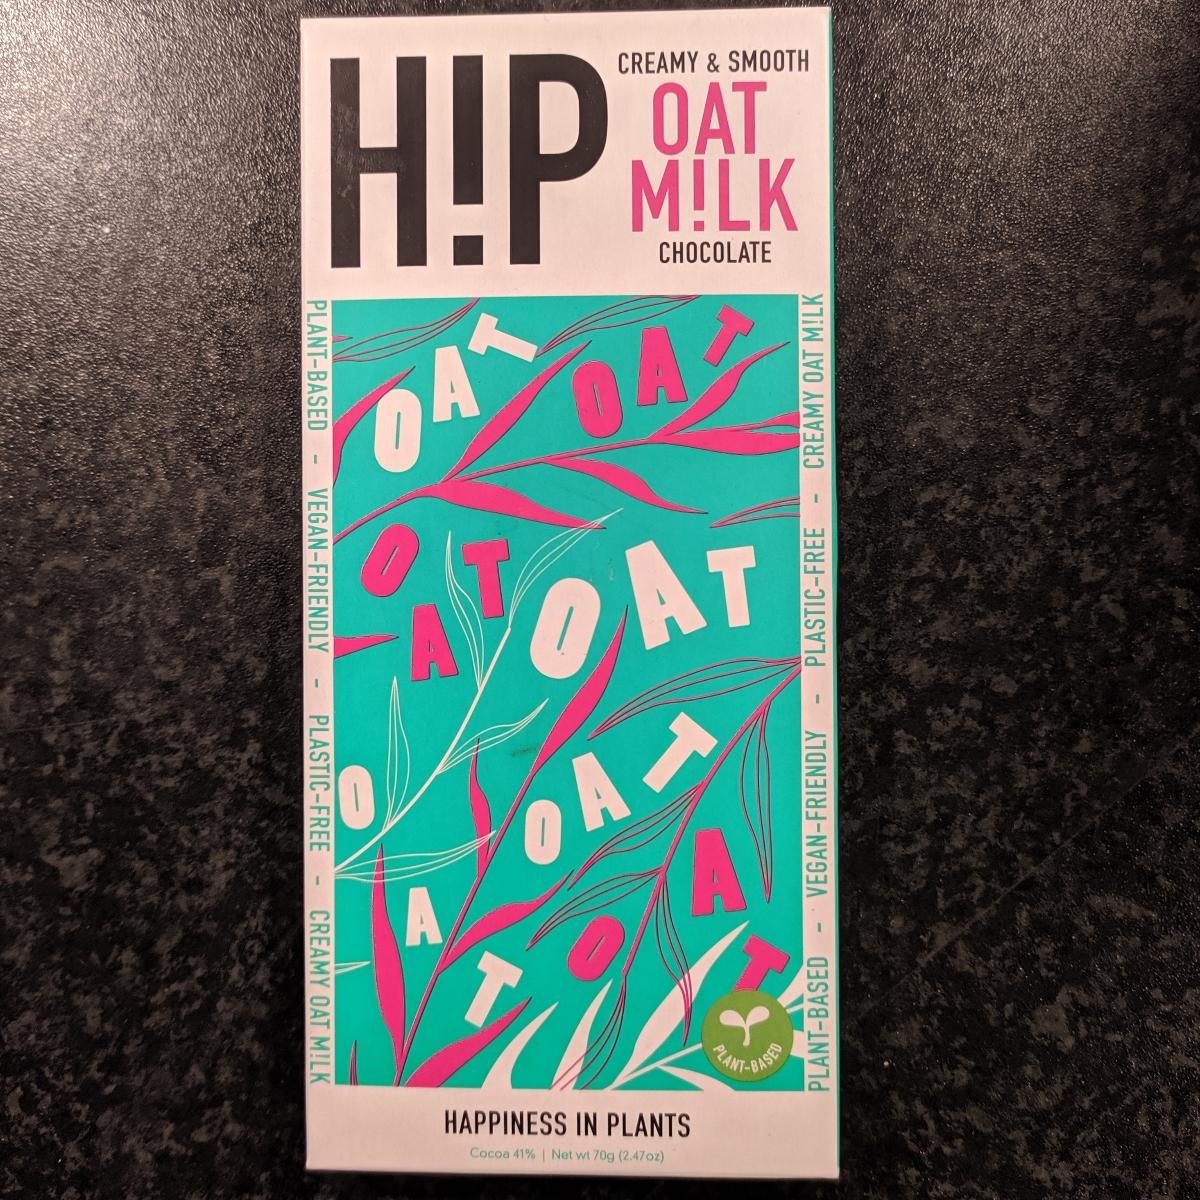 H!P
CREAMY & SMOOTH
OAT
M!LK
CHOCOLATE
PLANT-BASED - VEGAN-FRIENDLY - PLASTIC-FREE - CREAMY OAT M!LK
OAT
OAT
OAT
OAT
OAT
OAT
OAT
PLANT-BASED
PLANT-BASED - VEGAN-FRIENDLY - PLASTIC-FREE - CREAMY OAT M!LK
HAPPINESS IN PLANTS
Cocoa 41% | Net wt 70g (2.47oz)